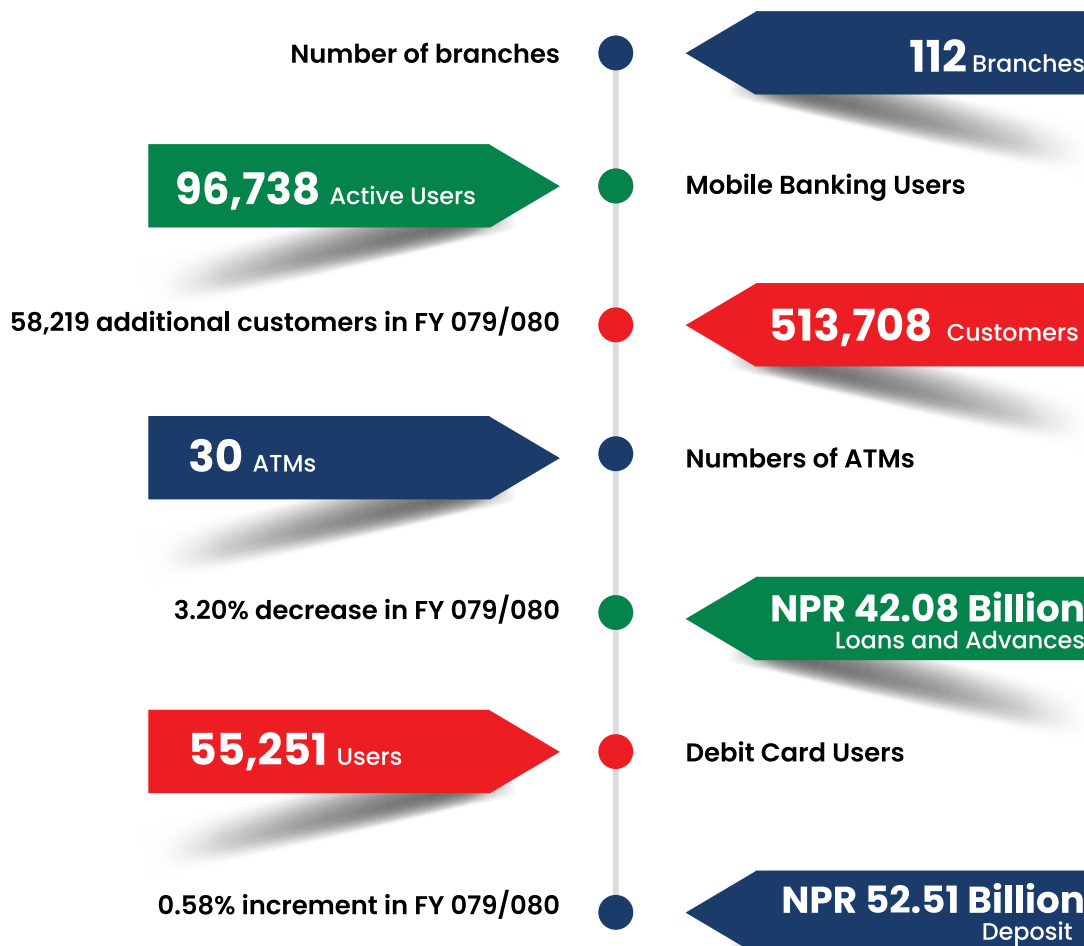 Number of branches
112 Branches
96,738 Active Users
Mobile Banking Users
58,219 additional customers in FY 079/080
513,708 Customers
30 ATMs
Numbers of ATMs
3.20% decrease in FY 079/080
NPR 42.08 Billion
Loans and Advances
55,251 Users
Debit Card Users
0.58% increment in FY 079/080
NPR 52.51 Billion
Deposit